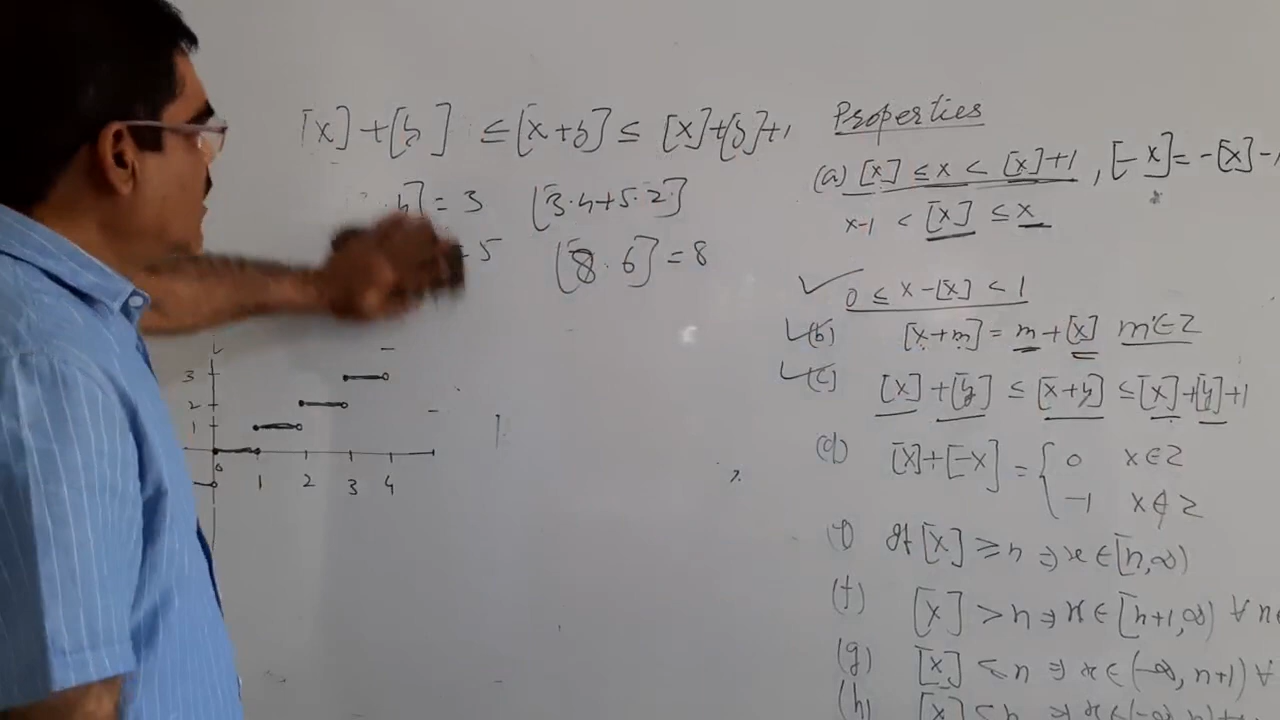 [x] + [y] ≤ [x+y] ≤ [x]+[y]+1
4] = 3 [3.4+5.2]
= 5 [8.6] = 8
3
2
1
0 1 2 3 4
Properties
(a) [x] ≤ x < [x]+1 , [-x] = -[x]-1
x-1 < [x] ≤ x
0 ≤ x-[x] < 1
(b) [x+m] = m+[x] m∈Z
(c) [x]+[y] ≤ [x+y] ≤ [x]+[y]+1
(d) [x]+[-x] = { 0 x∈Z
-1 x∉Z
If [x] ≥ n ⇒ x∈[n,∞)
(f) [x] > n ⇒ x∈[n+1,∞) ∀ n
(g) [x] ≤ n ⇒ x∈(-∞, n+1) ∀
(h) [x] < n